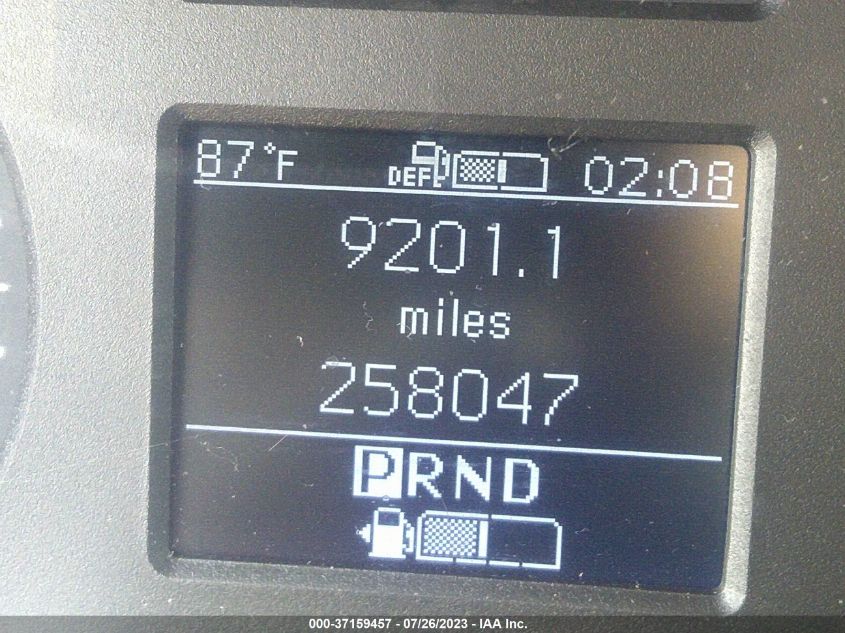 87°F DEF 02:08
9201.1
miles
258047
PRND
000-37159457 - 07/26/2023 - IAA Inc.